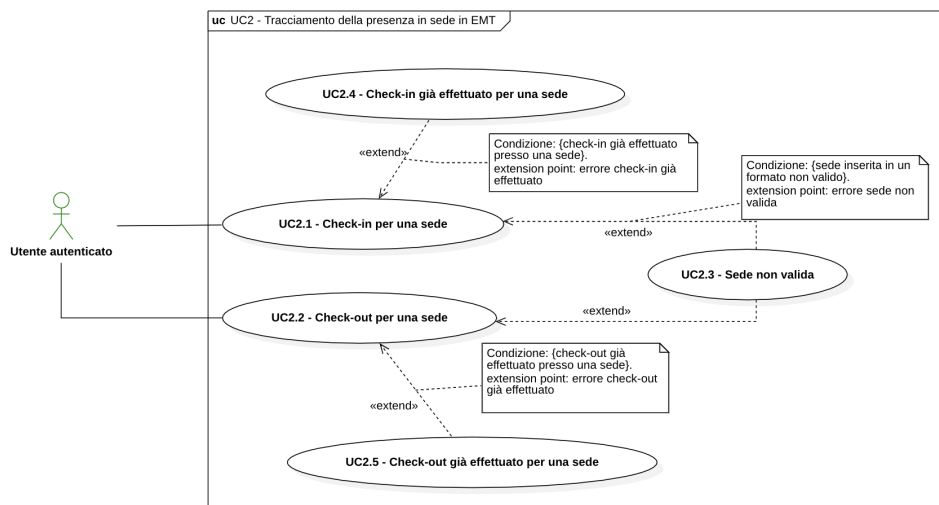 uc UC2 - Tracciamento della presenza in sede in EMT
UC2.4 - Check-in già effettuato per una sede
«extend»
Condizione: {check-in già effettuato
presso una sede}.
extension point: errore check-in già
effettuato
Condizione: {sede inserita in un
formato non valido}.
extension point: errore sede non
valida
Utente autenticato
UC2.1 - Check-in per una sede
«extend»
UC2.3 - Sede non valida
UC2.2 - Check-out per una sede
«extend»
Condizione: {check-out già
effettuato presso una sede}.
extension point: errore check-out
già effettuato
«extend»
UC2.5 - Check-out già effettuato per una sede